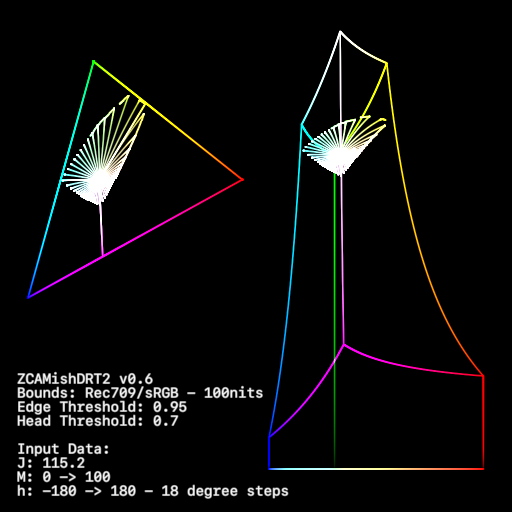 ZCAMishDRT2 v0.6
Bounds: Rec709/sRGB - 100nits
Edge Threshold: 0.95
Head Threshold: 0.7
Input Data:
J: 115.2
M: 0 -> 100
h: -180 -> 180 - 18 degree steps